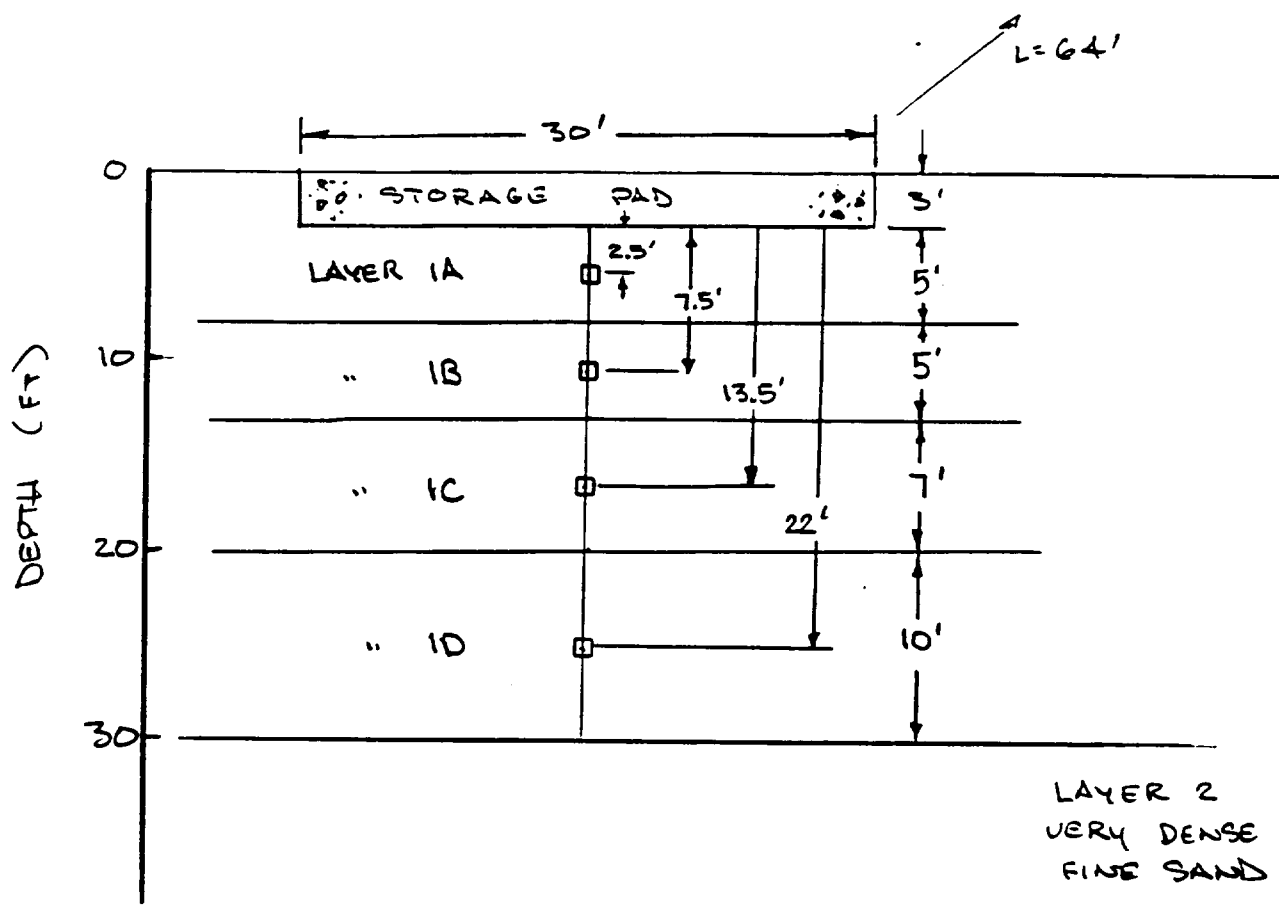 L=64'
30'
0
STORAGE PAD
3'
2.5'
LAYER 1A
5'
7.5'
10
" 1B
5'
13.5'
DEPTH (FT)
" 1C
7'
22'
20
" 1D
10'
30
LAYER 2
VERY DENSE
FINE SAND